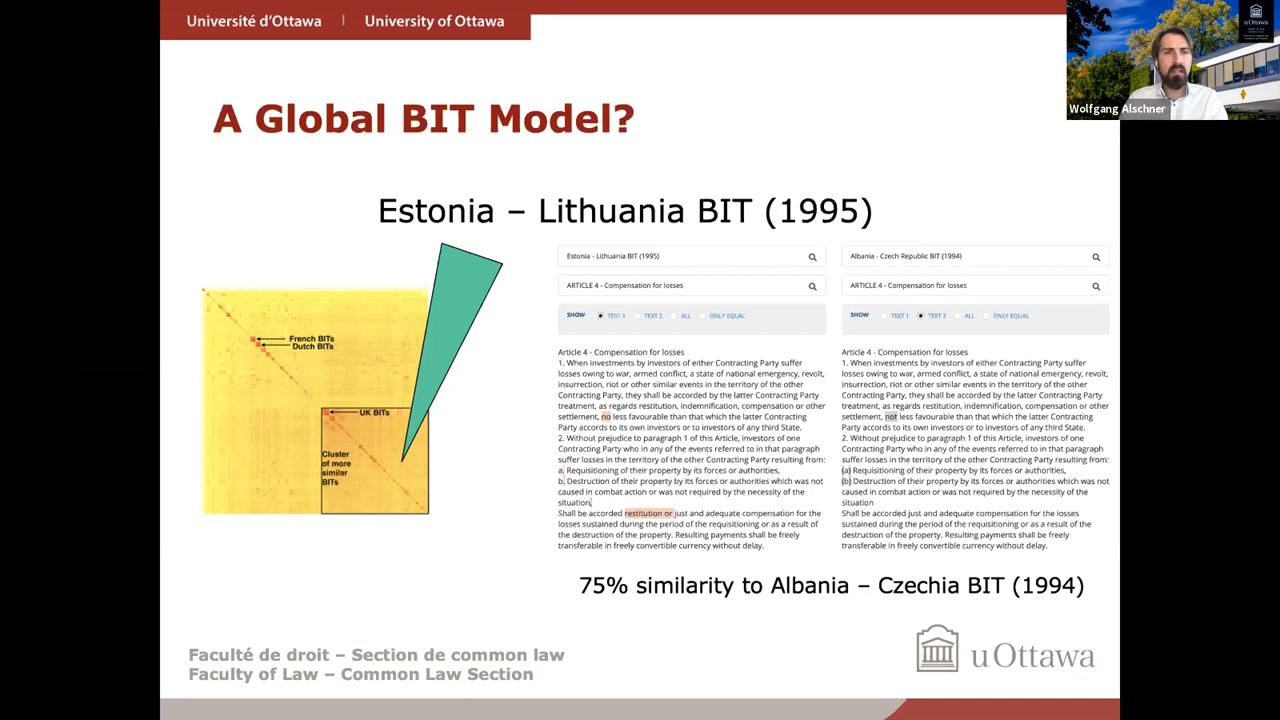 Université d'Ottawa | University of Ottawa
uOttawa
Wolfgang Alschner
A Global BIT Model?
Estonia – Lithuania BIT (1995)
French BITs
Dutch BITs
UK BITs
Cluster
of more
similar
BITs
Estonia - Lithuania BIT (1995)
ARTICLE 4 - Compensation for losses
SHOW TEXT 1 TEXT 2 ALL ONLY EQUAL
Article 4 - Compensation for losses
1. When investments by investors of either Contracting Party suffer
losses owing to war, armed conflict, a state of national emergency, revolt,
insurrection, riot or other similar events in the territory of the other
Contracting Party, they shall be accorded by the latter Contracting Party
treatment, as regards restitution, indemnification, compensation or other
settlement, no less favourable than that which the latter Contracting
Party accords to its own investors or to investors of any third State.
2. Without prejudice to paragraph 1 of this Article, investors of one
Contracting Party who in any of the events referred to in that paragraph
suffer losses in the territory of the other Contracting Party resulting from:
a. Requisitioning of their property by its forces or authorities,
b. Destruction of their property by its forces or authorities which was not
caused in combat action or was not required by the necessity of the
situation,
Shall be accorded restitution or just and adequate compensation for the
losses sustained during the period of the requisitioning or as a result of
the destruction of the property. Resulting payments shall be freely
transferable in freely convertible currency without delay.
Albania - Czech Republic BIT (1994)
ARTICLE 4 - Compensation for losses
SHOW TEXT 1 TEXT 2 ALL ONLY EQUAL
Article 4 - Compensation for losses
1. When investments by investors of either Contracting Party suffer
losses owing to war, armed conflict, a state of national emergency, revolt,
insurrection, riot or other similar events in the territory of the other
Contracting Party, they shall be accorded by the latter Contracting Party
treatment, as regards restitution, indemnification, compensation or other
settlement, not less favourable than that which the latter Contracting
Party accords to its own investors or to investors of any third State.
2. Without prejudice to paragraph 1 of this Article, investors of one
Contracting Party who in any of the events referred to in that paragraph
suffer losses in the territory of the other Contracting Party resulting from:
(a) Requisitioning of their property by its forces or authorities,
(b) Destruction of their property by its forces or authorities which was not
caused in combat action or was not required by the necessity of the
situation
Shall be accorded just and adequate compensation for the losses
sustained during the period of the requisitioning or as a result of the
destruction of the property. Resulting payments shall be freely
transferable in freely convertible currency without delay.
75% similarity to Albania – Czechia BIT (1994)
Faculté de droit – Section de common law
Faculty of Law – Common Law Section
uOttawa